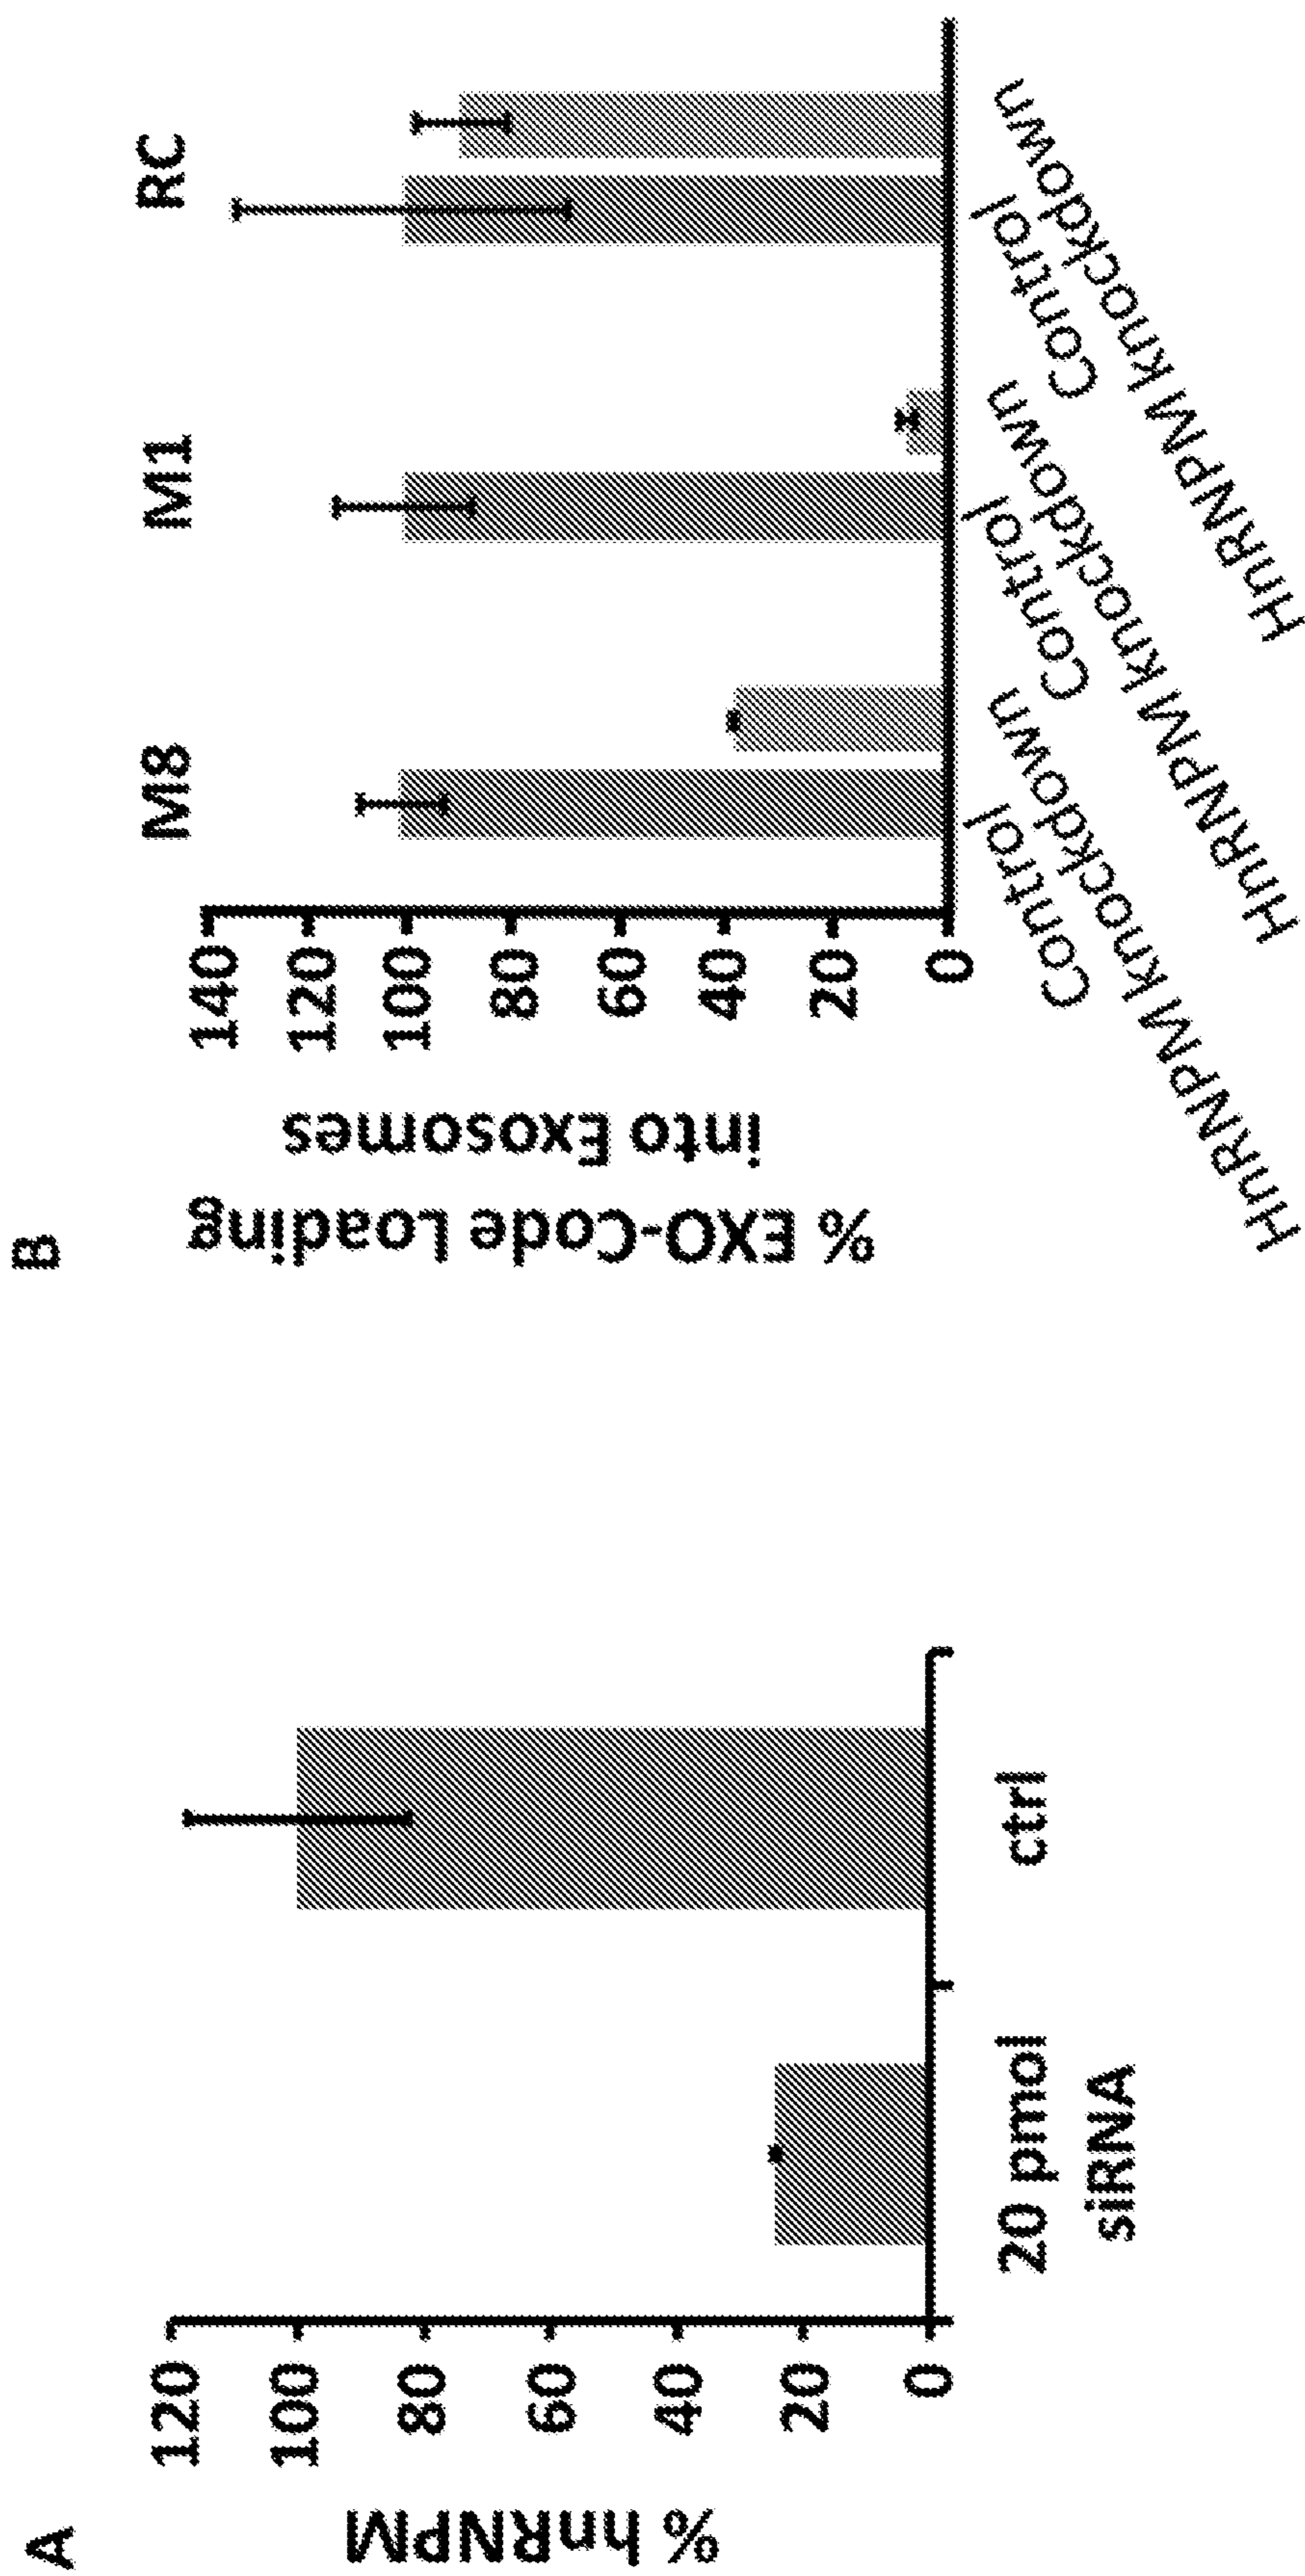 A
% hnRNPM
120
100
80
60
40
20
0
20 pmol
siRNA
ctrl
B
% EXO-Code Loading
into Exosomes
140
120
100
80
60
40
20
0
M8
M1
RC
Control
HnRNPM knockdown
Control
HnRNPM knockdown
Control
HnRNPM knockdown